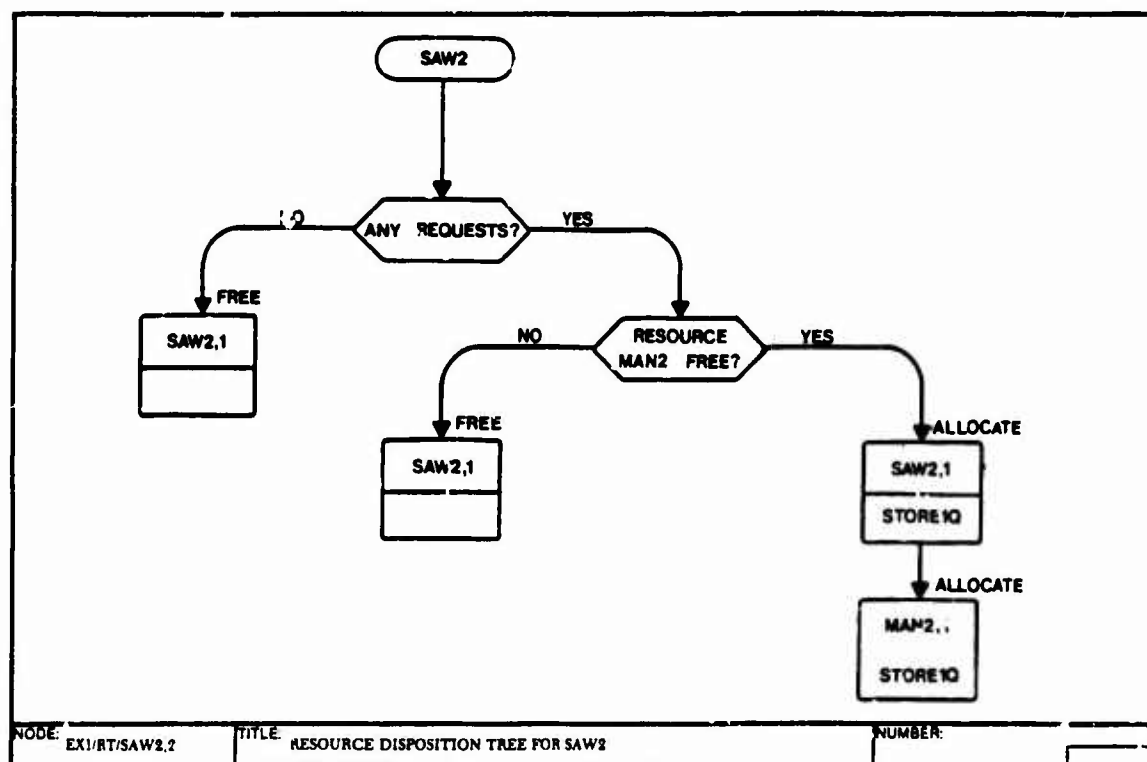 SAW2
ANY REQUESTS?
YES
FREE
SAW2,1
RESOURCE
MAN2 FREE?
NO
YES
FREE
SAW2,1
ALLOCATE
SAW2,1
STORE1Q
ALLOCATE
STORE1Q
NODE: EX1/RT/SAW2,2
TITLE: RESOURCE DISPOSITION TREE FOR SAW2
NUMBER: